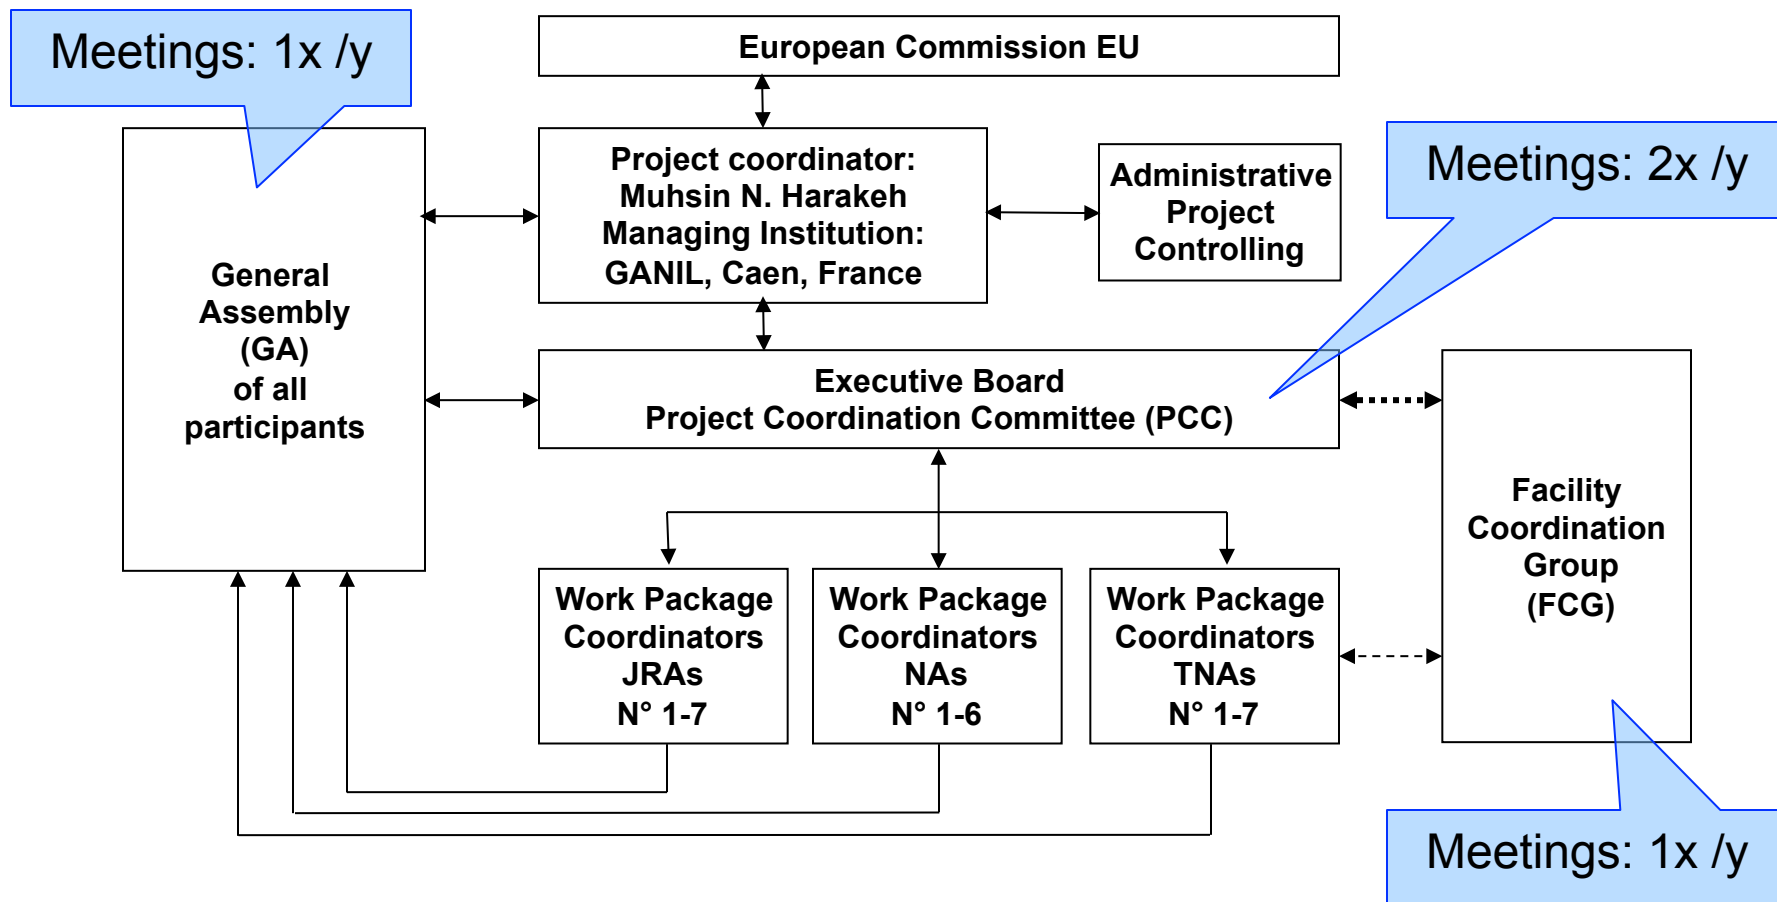 Meetings: 1x /y
European Commission EU
Project coordinator:
Muhsin N. Harakeh
Managing Institution:
GANIL, Caen, France
Administrative
Project
Controlling
Meetings: 2x /y
General
Assembly
(GA)
of all
participants
Executive Board
Project Coordination Committee (PCC)
Facility
Coordination
Group
(FCG)
Work Package
Coordinators
JRAs
N° 1-7
Work Package
Coordinators
NAs
N° 1-6
Work Package
Coordinators
TNAs
N° 1-7
Meetings: 1x /y